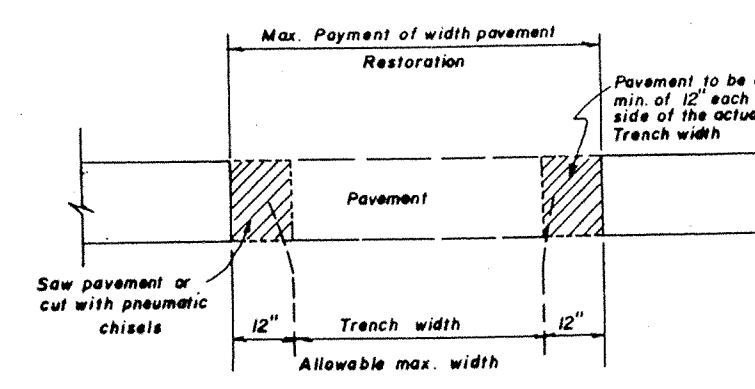 Max. Payment of width pavement
Restoration
Pavement to be
min. of 12" each
side of the
Trench width
Pavement
Saw pavement or
cut with pneumatic
chisels
12"
Trench width
12"
Allowable max. width